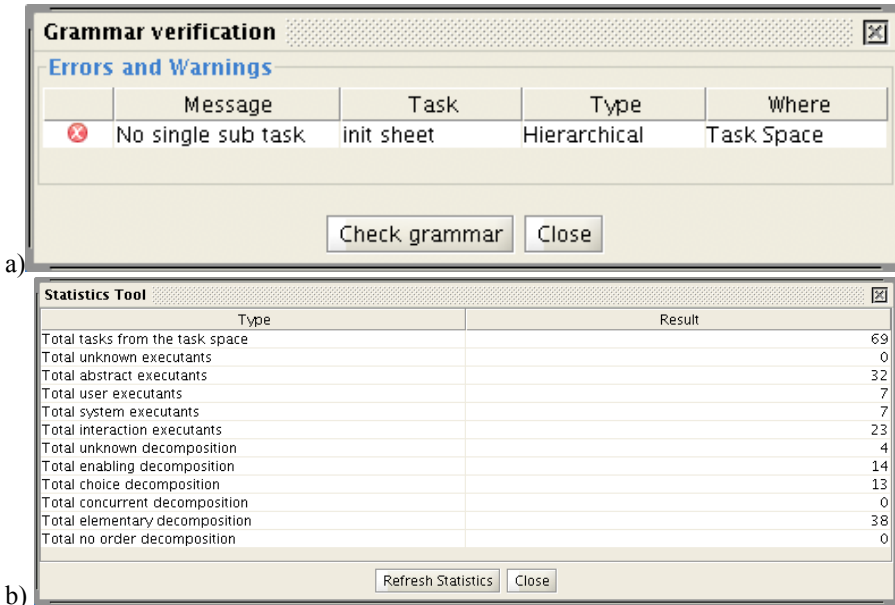 Grammar verification
Errors and Warnings
Message Task Type Where
No single sub task init sheet Hierarchical Task Space
Check grammar Close
a)
Statistics Tool
Type Result
Total tasks from the task space 69
Total unknown executants 0
Total abstract executants 32
Total user executants 7
Total system executants 7
Total interaction executants 23
Total unknown decomposition 4
Total enabling decomposition 14
Total choice decomposition 13
Total concurrent decomposition 0
Total elementary decomposition 38
Total no order decomposition 0
Refresh Statistics Close
b)